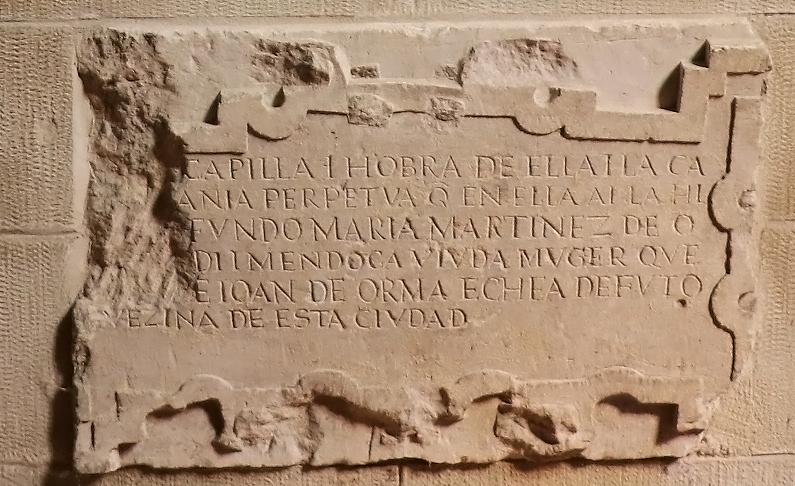 CAPILLA I HOBRA DE ELLA I LA CA
ANIA PERPETVA Q EN ELLA AI LA HI
FVNDO MARIA MARTINEZ DE O
DI I MENDOCA VIVDA MVGER QVE
E IOAN DE ORMA ECHEA DEFVTO
VEZINA DE ESTA CIVDAD